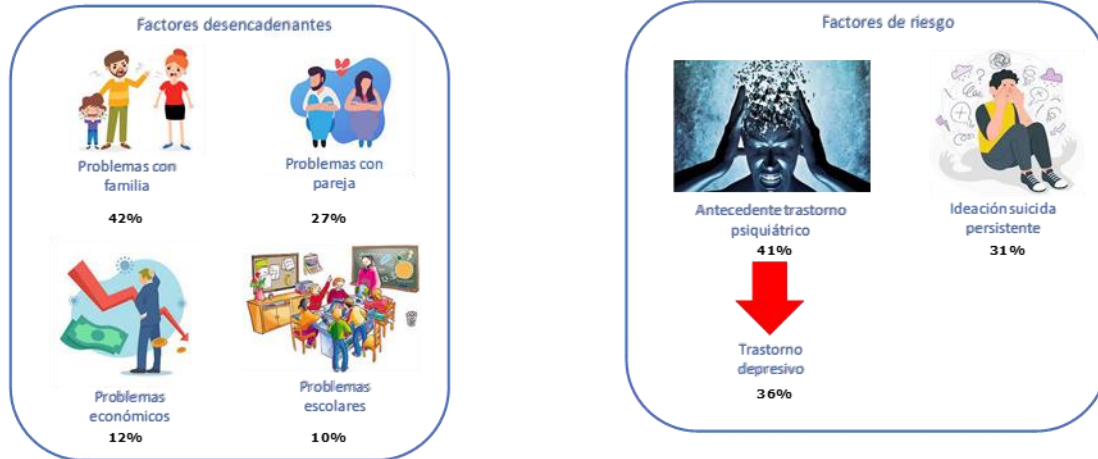 Factores desencadenantes
Problemas con
familia
42%
Problemas con
pareja
27%
Problemas
económicos
12%
Problemas
escolares
10%
Factores de riesgo
Antecedente trastorno
psiquiátrico
41%
Ideación suicida
persistente
31%
Trastorno
depresivo
36%